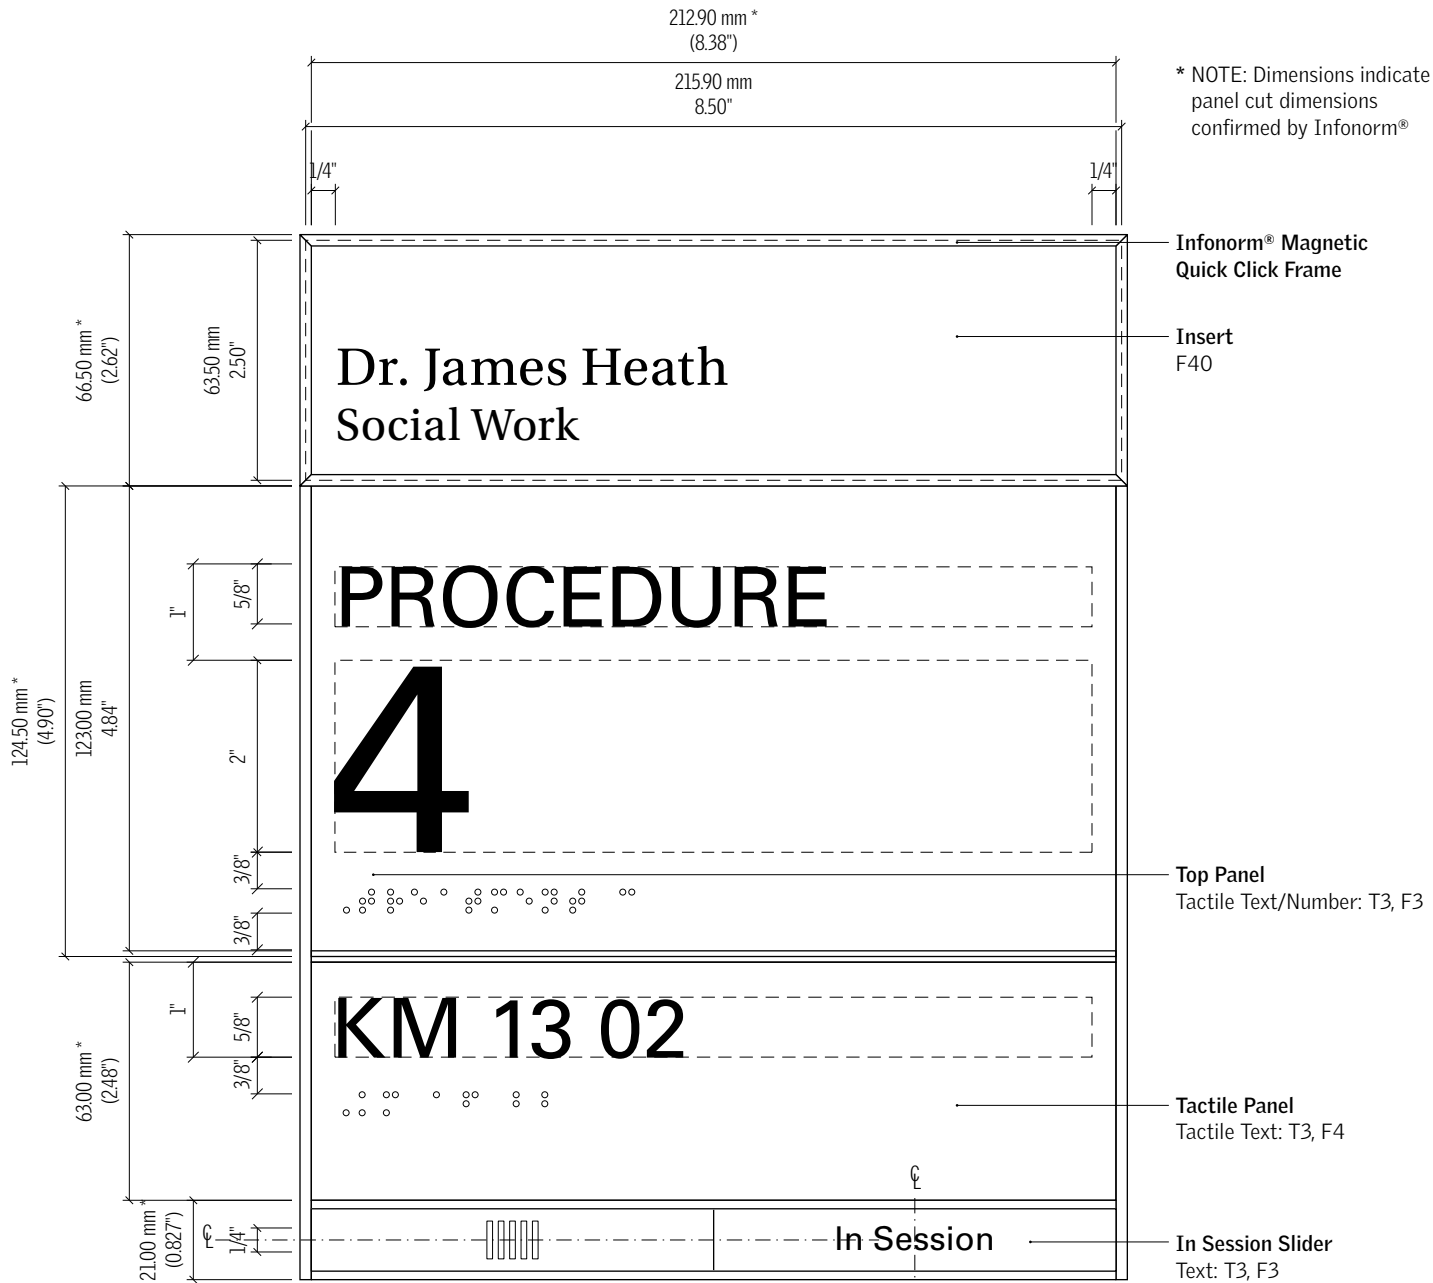 212.90 mm *
(8.38")
215.90 mm
8.50"
* NOTE: Dimensions indicate
panel cut dimensions
confirmed by Infonorm®
1/4"
1/4"
Infonorm® Magnetic
Quick Click Frame
66.50 mm *
(2.62")
63.50 mm
2.50"
Insert
F40
Dr. James Heath
Social Work
5/8"
1"
PROCEDURE
124.50 mm *
(4.90")
123.00 mm
4.84"
2"
4
3/8"
Top Panel
Tactile Text/Number: T3, F3
3/8"
1"
5/8"
KM 13 02
63.00 mm *
(2.48")
3/8"
Tactile Panel
Tactile Text: T3, F4
℄
21.00 mm *
(0.827")
℄
1/4"
In Session
In Session Slider
Text: T3, F3